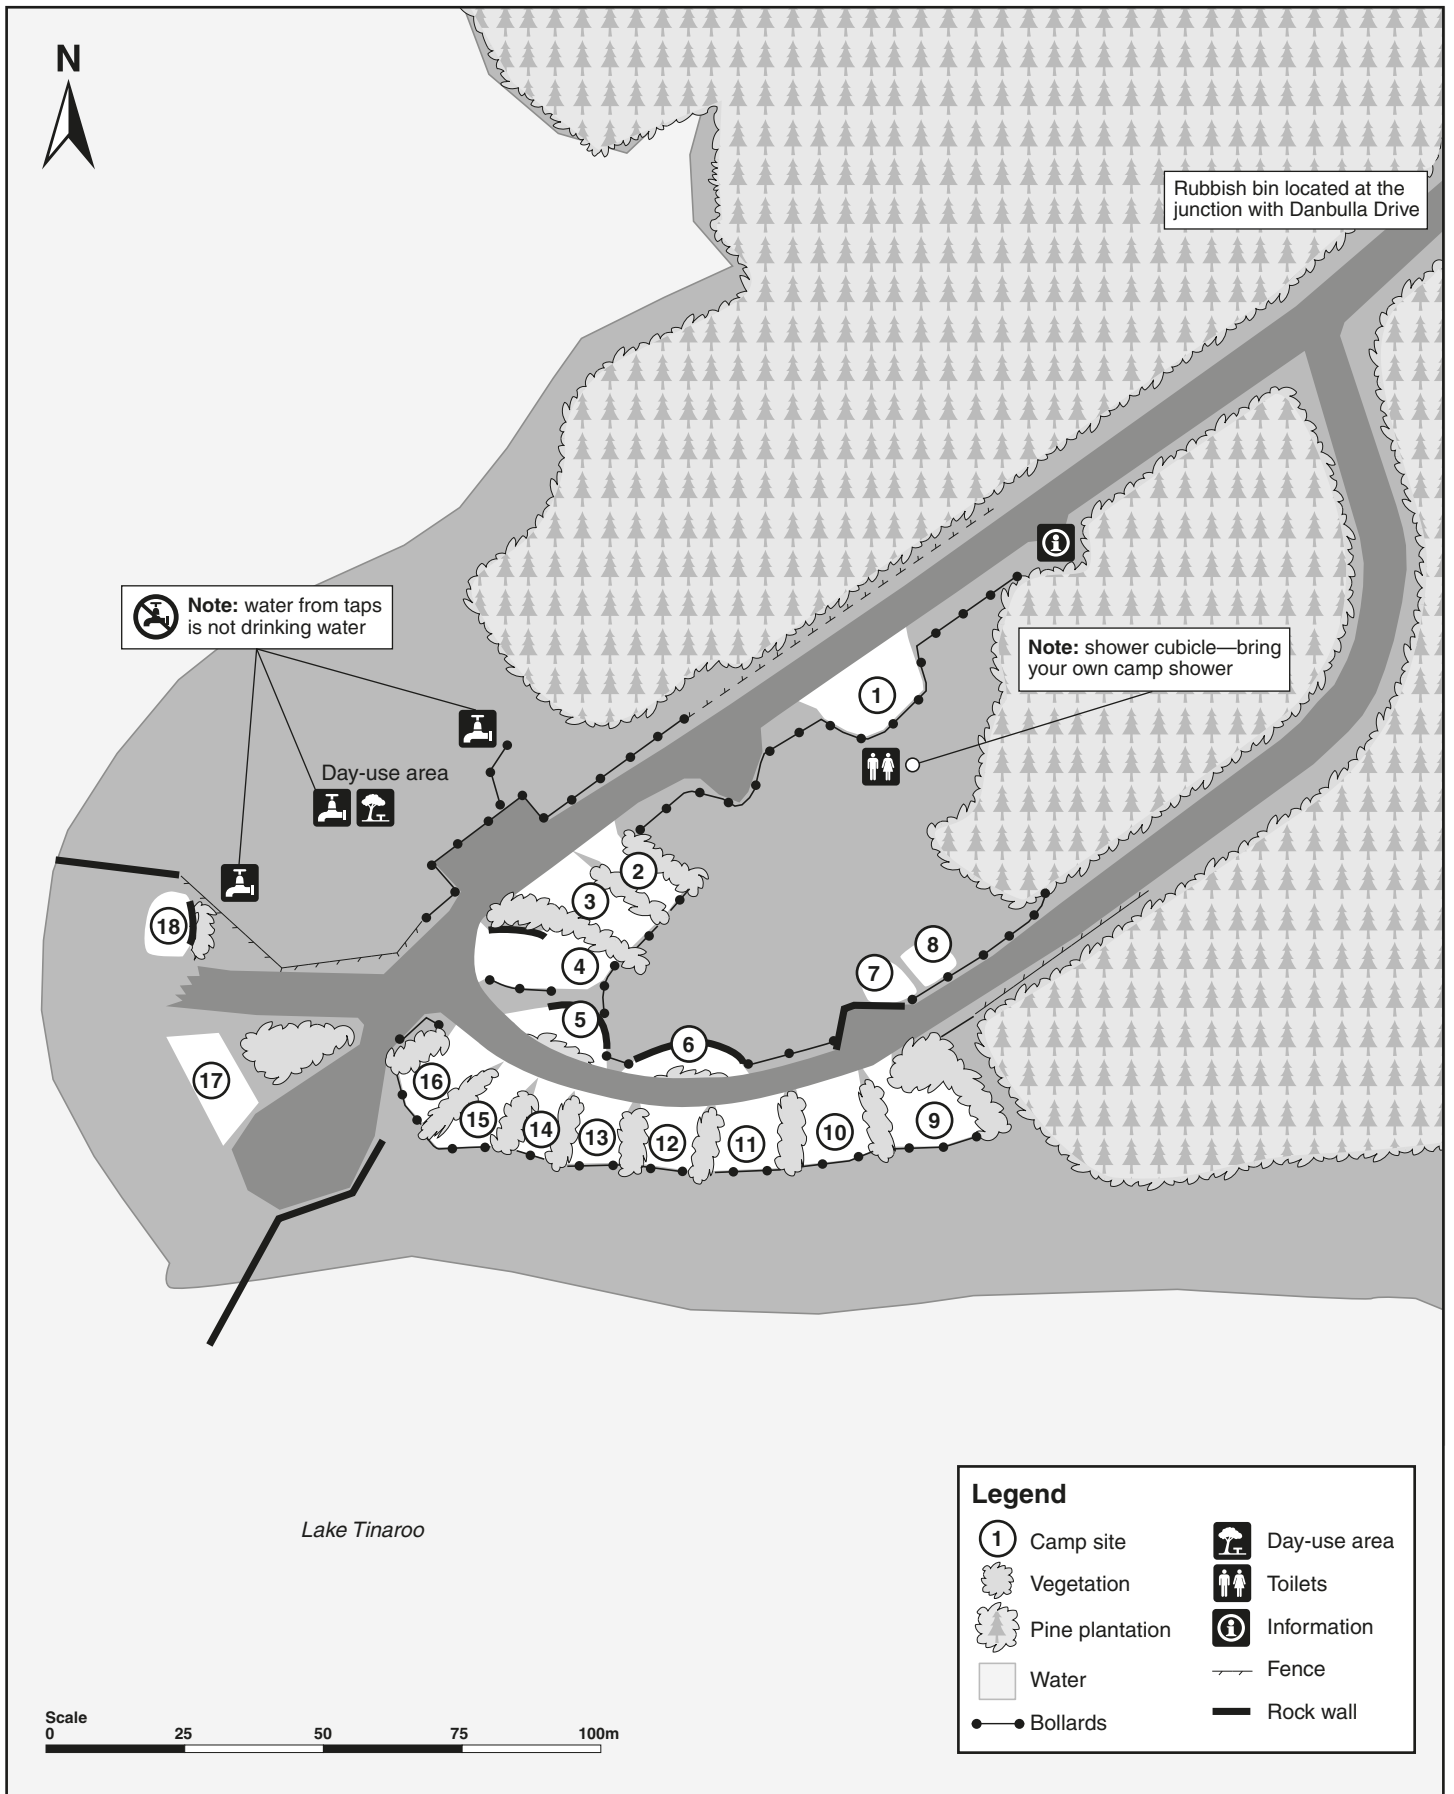 N
Rubbish bin located at the
junction with Danbulla Drive
Note: water from taps
is not drinking water
Note: shower cubicle—bring
your own camp shower
1
Day-use area
2
3
18
4
8
7
5
6
17
16
15
14
13
12
11
10
9
Lake Tinaroo
Legend
1 Camp site
Vegetation
Pine plantation
Water
Bollards
Day-use area
Toilets
Information
Fence
Rock wall
Scale
0 25 50 75 100m